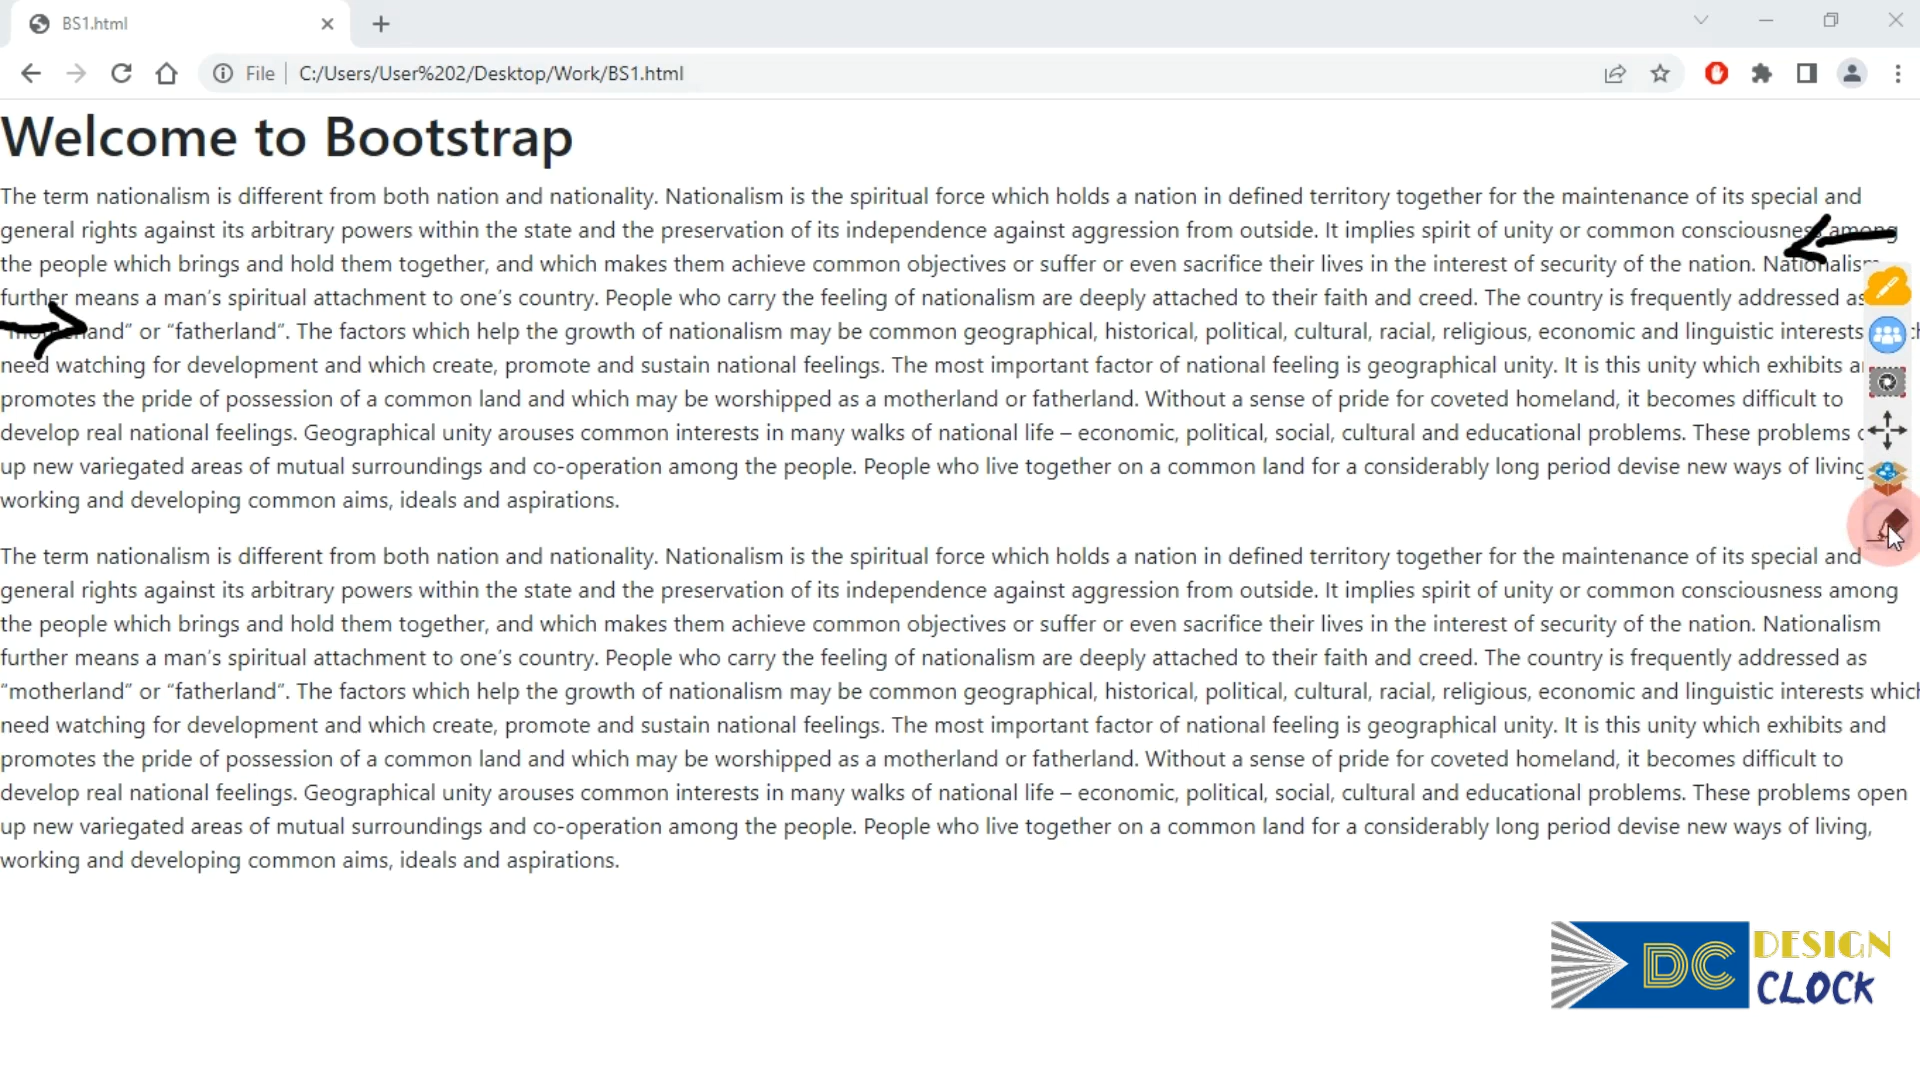 BS1.html
File
C:/Users/User%202/Desktop/Work/BS1.html
Welcome to Bootstrap
The term nationalism is different from both nation and nationality. Nationalism is the spiritual force which holds a nation in defined territory together for the maintenance of its special and
general rights against its arbitrary powers within the state and the preservation of its independence against aggression from outside. It implies spirit of unity or common consciousness among
the people which brings and hold them together, and which makes them achieve common objectives or suffer or even sacrifice their lives in the interest of security of the nation. Nationalism
further means a man's spiritual attachment to one's country. People who carry the feeling of nationalism are deeply attached to their faith and creed. The country is frequently addressed as
or “fatherland”. The factors which help the growth of nationalism may be common geographical, historical, political, cultural, racial, religious, economic and linguistic interests
need watching for development and which create, promote and sustain national feelings. The most important factor of national feeling is geographical unity. It is this unity which exhibits
promotes the pride of possession of a common land and which may be worshipped as a motherland or fatherland. Without a sense of pride for coveted homeland, it becomes difficult to
develop real national feelings. Geographical unity arouses common interests in many walks of national life – economic, political, social, cultural and educational problems. These problems
up new variegated areas of mutual surroundings and co-operation among the people. People who live together on a common land for a considerably long period devise new ways of living
working and developing common aims, ideals and aspirations.
The term nationalism is different from both nation and nationality. Nationalism is the spiritual force which holds a nation in defined territory together for the maintenance of its special and
general rights against its arbitrary powers within the state and the preservation of its independence against aggression from outside. It implies spirit of unity or common consciousness among
the people which brings and hold them together, and which makes them achieve common objectives or suffer or even sacrifice their lives in the interest of security of the nation. Nationalism
further means a man's spiritual attachment to one's country. People who carry the feeling of nationalism are deeply attached to their faith and creed. The country is frequently addressed as
“motherland” or “fatherland”. The factors which help the growth of nationalism may be common geographical, historical, political, cultural, racial, religious, economic and linguistic interests which
need watching for development and which create, promote and sustain national feelings. The most important factor of national feeling is geographical unity. It is this unity which exhibits and
promotes the pride of possession of a common land and which may be worshipped as a motherland or fatherland. Without a sense of pride for coveted homeland, it becomes difficult to
develop real national feelings. Geographical unity arouses common interests in many walks of national life – economic, political, social, cultural and educational problems. These problems open
up new variegated areas of mutual surroundings and co-operation among the people. People who live together on a common land for a considerably long period devise new ways of living,
working and developing common aims, ideals and aspirations.
DC DESIGN
CLOCK